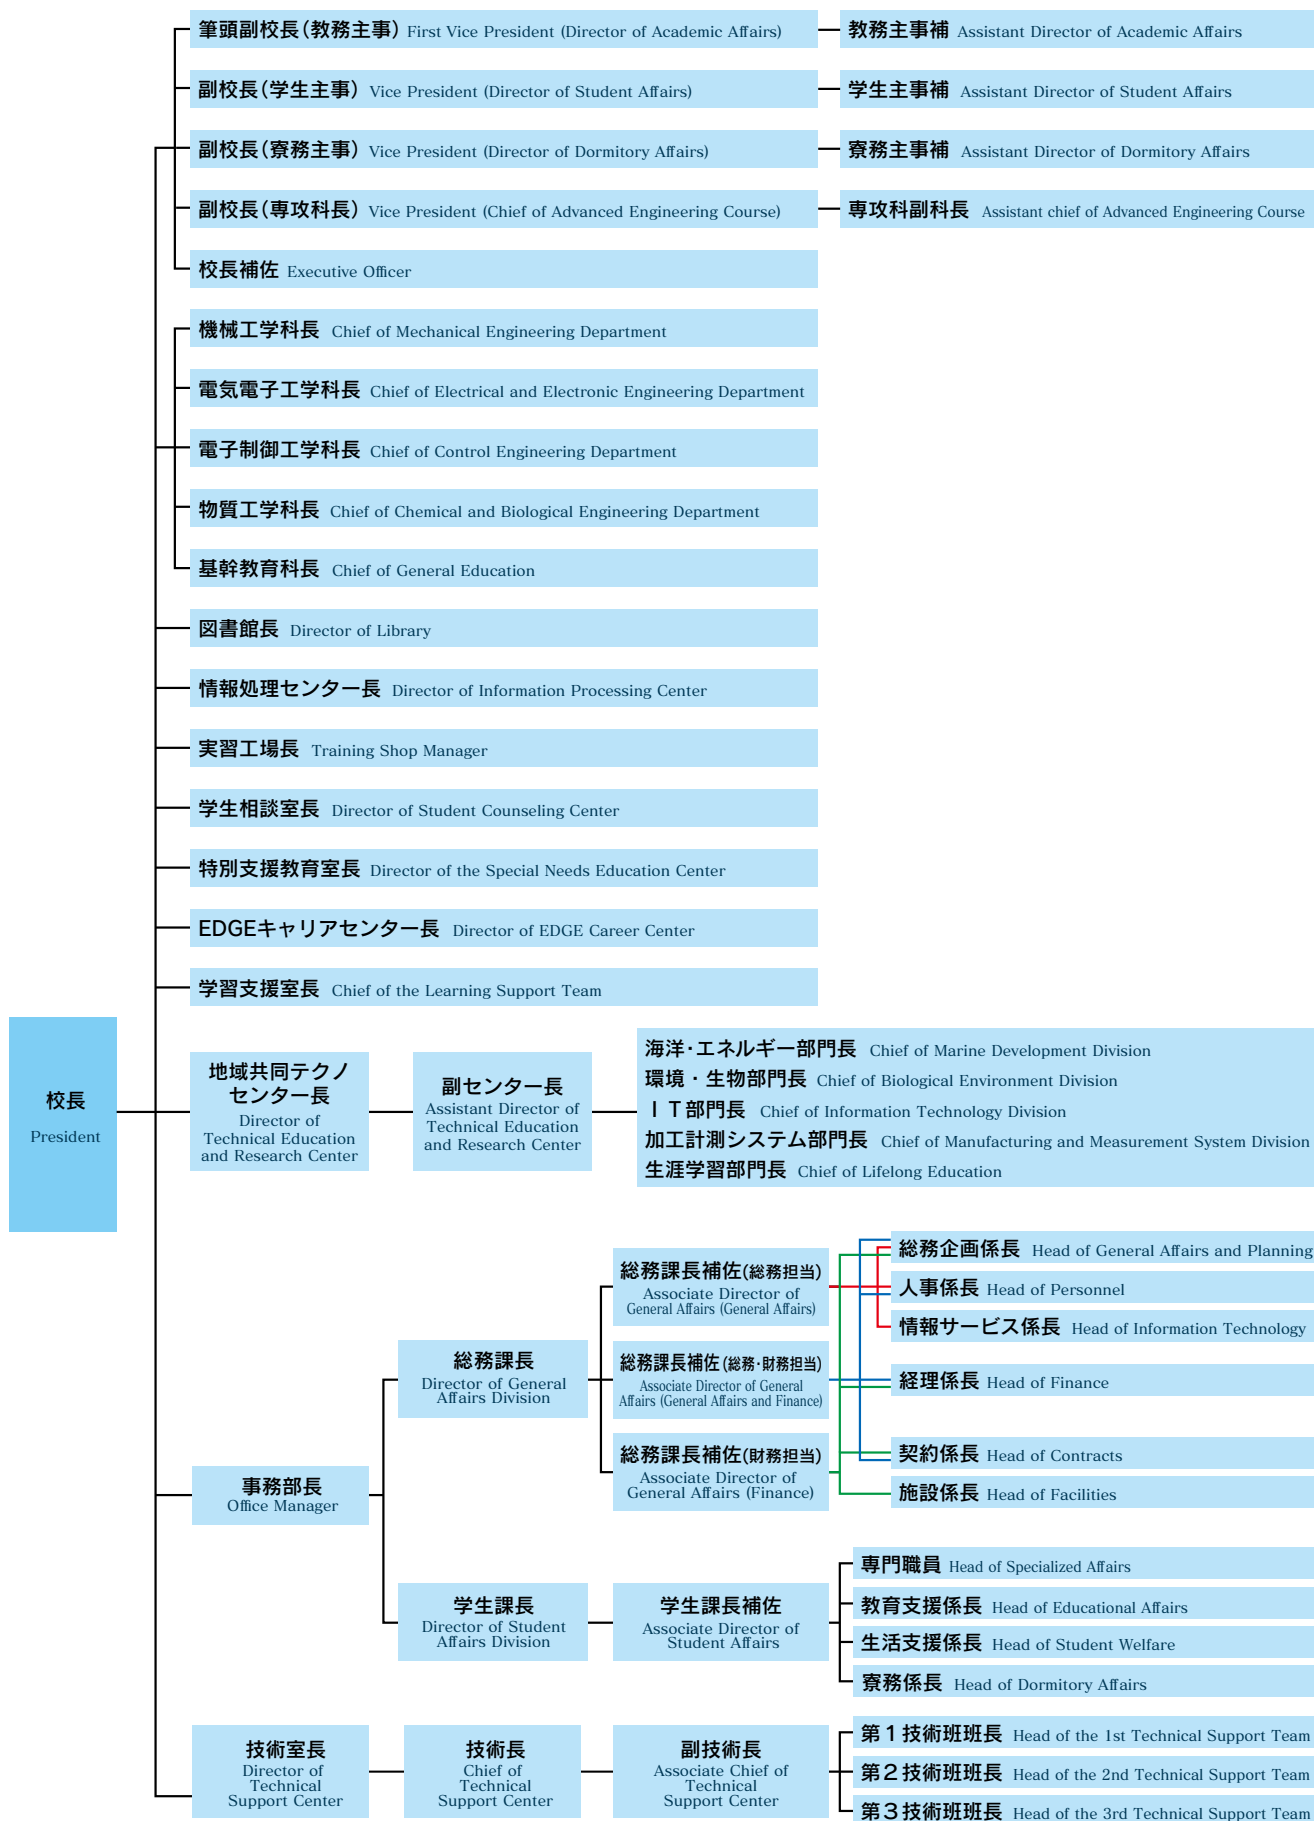 筆頭副校長(教務主事) First Vice President (Director of Academic Affairs)
教務主事補 Assistant Director of Academic Affairs
副校長(学生主事) Vice President (Director of Student Affairs)
学生主事補 Assistant Director of Student Affairs
副校長(寮務主事) Vice President (Director of Dormitory Affairs)
寮務主事補 Assistant Director of Dormitory Affairs
副校長(専攻科長) Vice President (Chief of Advanced Engineering Course)
専攻科副科長 Assistant chief of Advanced Engineering Course
校長補佐 Executive Officer
機械工学科長 Chief of Mechanical Engineering Department
電気電子工学科長 Chief of Electrical and Electronic Engineering Department
電子制御工学科長 Chief of Control Engineering Department
物質工学科長 Chief of Chemical and Biological Engineering Department
基幹教育科長 Chief of General Education
図書館長 Director of Library
情報処理センター長 Director of Information Processing Center
実習工場長 Training Shop Manager
学生相談室長 Director of Student Counseling Center
特別支援教育室長 Director of the Special Needs Education Center
EDGEキャリアセンター長 Director of EDGE Career Center
学習支援室長 Chief of the Learning Support Team
校長
President
地域共同テクノ
センター長
Director of
Technical Education
and Research Center
副センター長
Assistant Director of
Technical Education
and Research Center
海洋・エネルギー部門長 Chief of Marine Development Division
環境・生物部門長 Chief of Biological Environment Division
IT部門長 Chief of Information Technology Division
加工計測システム部門長 Chief of Manufacturing and Measurement System Division
生涯学習部門長 Chief of Lifelong Education
事務部長
Office Manager
総務課長
Director of General
Affairs Division
総務課長補佐(総務担当)
Associate Director of
General Affairs (General Affairs)
総務課長補佐(総務・財務担当)
Associate Director of General
Affairs (General Affairs and Finance)
総務課長補佐(財務担当)
Associate Director of
General Affairs (Finance)
総務企画係長 Head of General Affairs and Planning
人事係長 Head of Personnel
情報サービス係長 Head of Information Technology
経理係長 Head of Finance
契約係長 Head of Contracts
施設係長 Head of Facilities
学生課長
Director of Student
Affairs Division
学生課長補佐
Associate Director of
Student Affairs
専門職員 Head of Specialized Affairs
教育支援係長 Head of Educational Affairs
生活支援係長 Head of Student Welfare
寮務係長 Head of Dormitory Affairs
技術室長
Director of
Technical
Support Center
技術長
Chief of
Technical
Support Center
副技術長
Associate Chief of
Technical
Support Center
第1技術班班長 Head of the 1st Technical Support Team
第2技術班班長 Head of the 2nd Technical Support Team
第3技術班班長 Head of the 3rd Technical Support Team